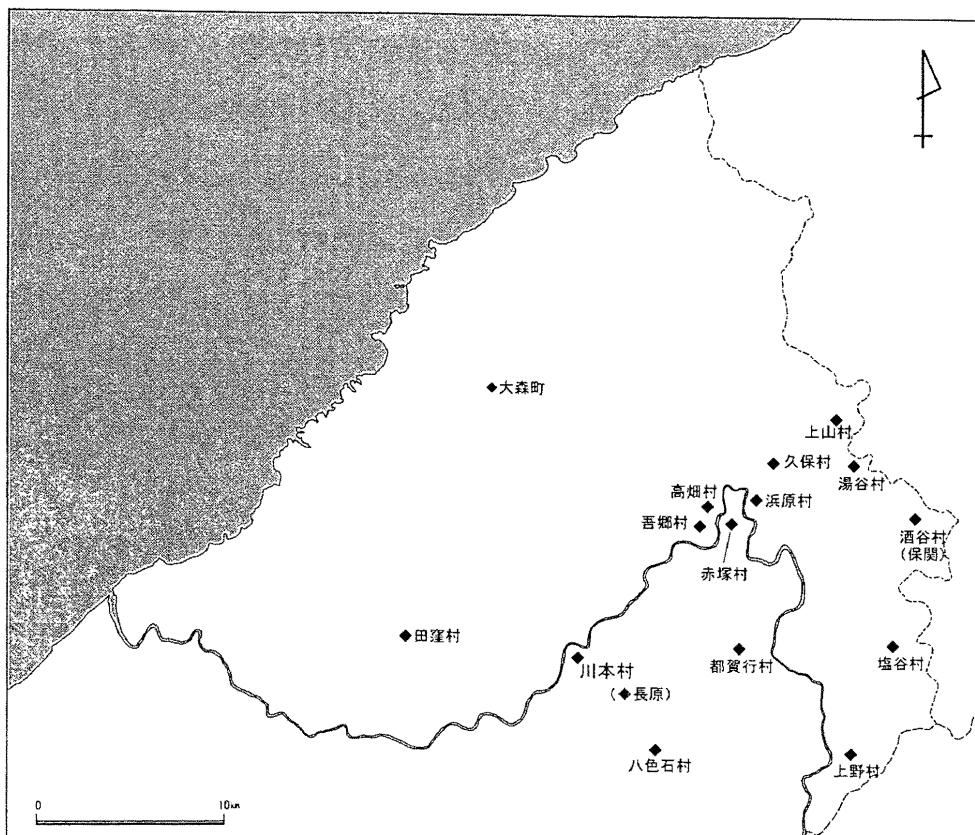 大森町
上山村
久保村
湯谷村
高畑村
浜原村
吾郷村
酒谷村
(保関)
赤塚村
田窪村
川本村
都賀行村
塩谷村
(長原)
八色石村
上野村
0 10km